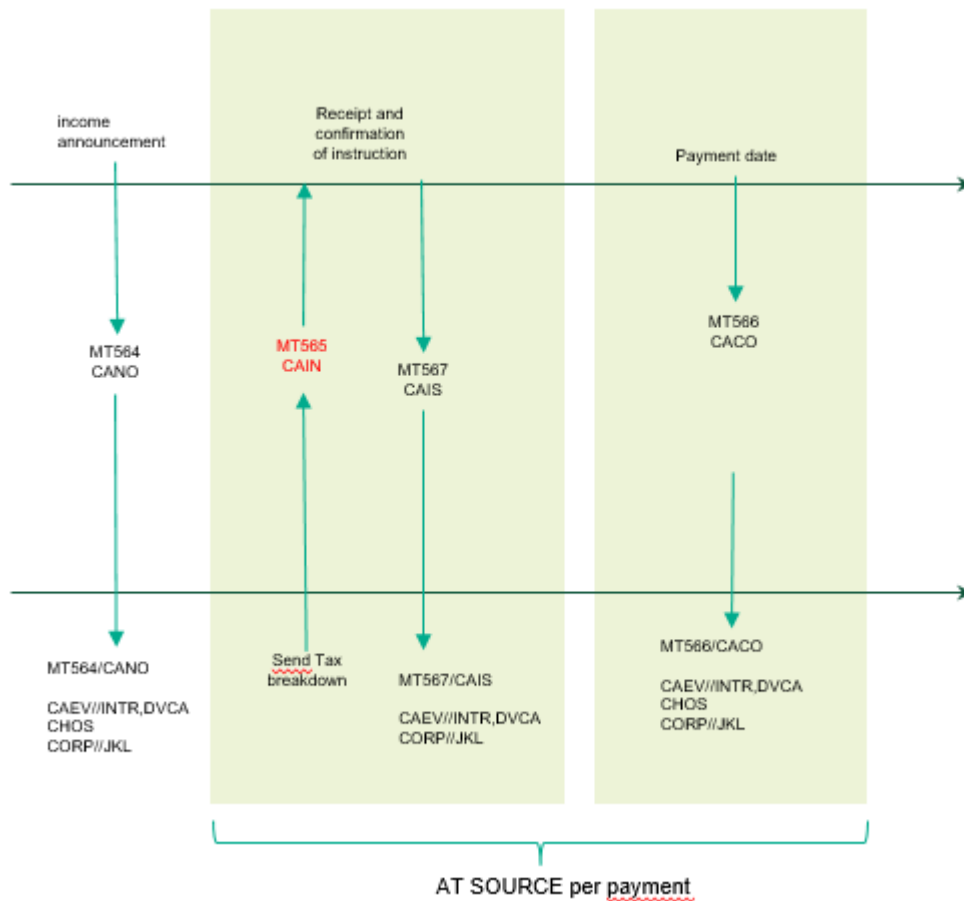 income
announcement
Receipt and
confirmation
of instruction
Payment date
MT564
CANO
MT565
CAIN
MT567
CAIS
MT566
CACO
MT564/CANO
CAEV//INTR,DVCA
CHOS
CORP//JKL
Send Tax
breakdown
MT567/CAIS
CAEV//INTR,DVCA
CORP//JKL
MT566/CACO
CAEV//INTR,DVCA
CHOS
CORP//JKL
AT SOURCE per payment